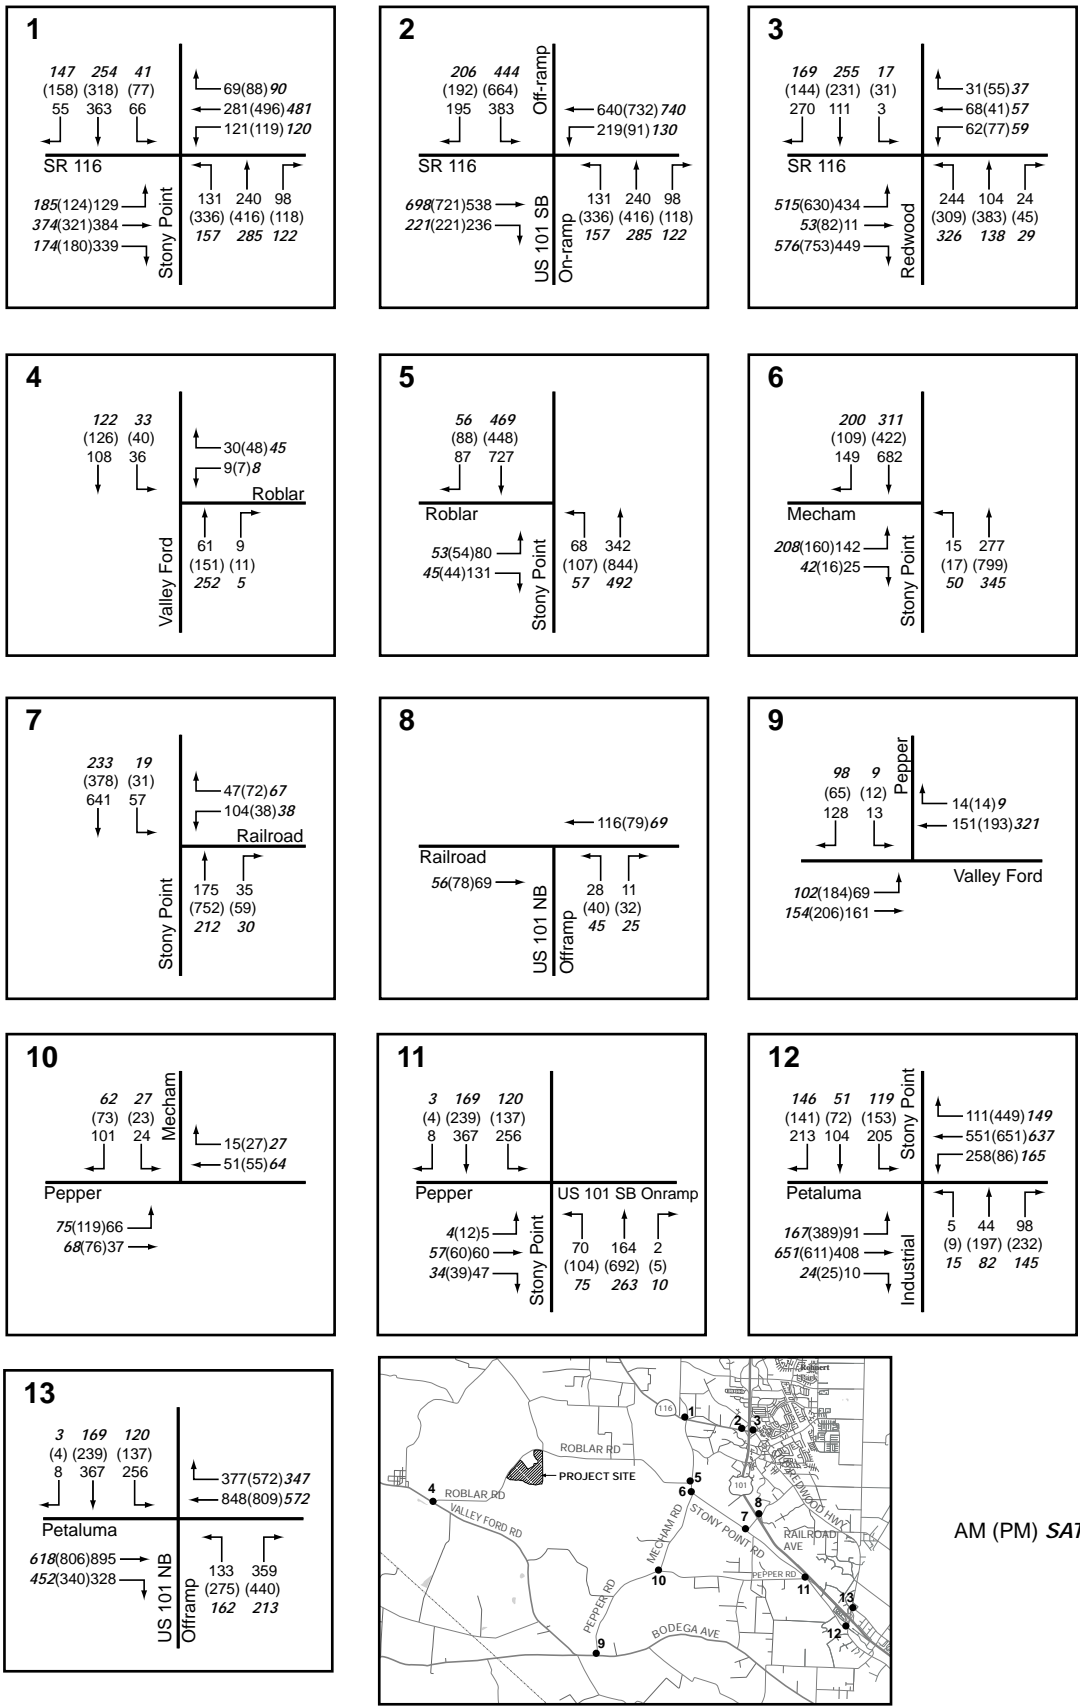 1
147 254 41
(158) (318) (77)
55 363 66
69(88)90
281(496)481
121(119)120
SR 116
Stony Point
185(124)129
374(321)384
174(180)339
131 240 98
(336) (416) (118)
157 285 122
2
206 444
(192) (664)
195 383
Off-ramp
640(732)740
219(91)130
SR 116
US 101 SB
On-ramp
698(721)538
221(221)236
131 240 98
(336) (416) (118)
157 285 122
3
169 255 17
(144) (231) (31)
270 111 3
31(55)37
68(41)57
62(77)59
SR 116
Redwood
515(630)434
53(82)11
576(753)449
244 104 24
(309) (383) (45)
326 138 29
4
122 33
(126) (40)
108 36
30(48)45
9(7)8
Roblar
Valley Ford
61 9
(151) (11)
252 5
5
56 469
(88) (448)
87 727
Roblar
Stony Point
53(54)80
45(44)131
68 342
(107) (844)
57 492
6
200 311
(109) (422)
149 682
Mecham
Stony Point
208(160)142
42(16)25
15 277
(17) (799)
50 345
7
233 19
(378) (31)
641 57
47(72)67
104(38)38
Railroad
Stony Point
175 35
(752) (59)
212 30
8
116(79)69
Railroad
56(78)69
US 101 NB
Offramp
28 11
(40) (32)
45 25
9
98 9
(65) (12)
128 13
Pepper
14(14)9
151(193)321
Valley Ford
102(184)69
154(206)161
10
62 27
(73) (23)
101 24
Mecham
15(27)27
51(55)64
Pepper
75(119)66
68(76)37
11
3 169 120
(4) (239) (137)
8 367 256
Pepper
US 101 SB Onramp
Stony Point
4(12)5
57(60)60
34(39)47
70 164 2
(104) (692) (5)
75 263 10
12
146 51 119
(141) (72) (153)
213 104 205
Stony Point
111(449)149
551(651)637
258(86)165
Petaluma
Industrial
167(389)91
651(611)408
24(25)10
5 44 98
(9) (197) (232)
15 82 145
13
3 169 120
(4) (239) (137)
8 367 256
377(572)347
848(809)572
Petaluma
US 101 NB
Offramp
618(806)895
452(340)328
133 359
(275) (440)
162 213
Rohnert
Park
116
1
2
3
ROBLAR RD
PROJECT SITE
4
ROBLAR RD
VALLEY FORD RD
5
6
101
REDWOOD HWY
8
7
STONY POINT RD
RAILROAD
AVE
MECHAM RD
10
PEPPER RD
11
PEPPER RD
13
12
BODEGA AVE
9
AM (PM) SAT